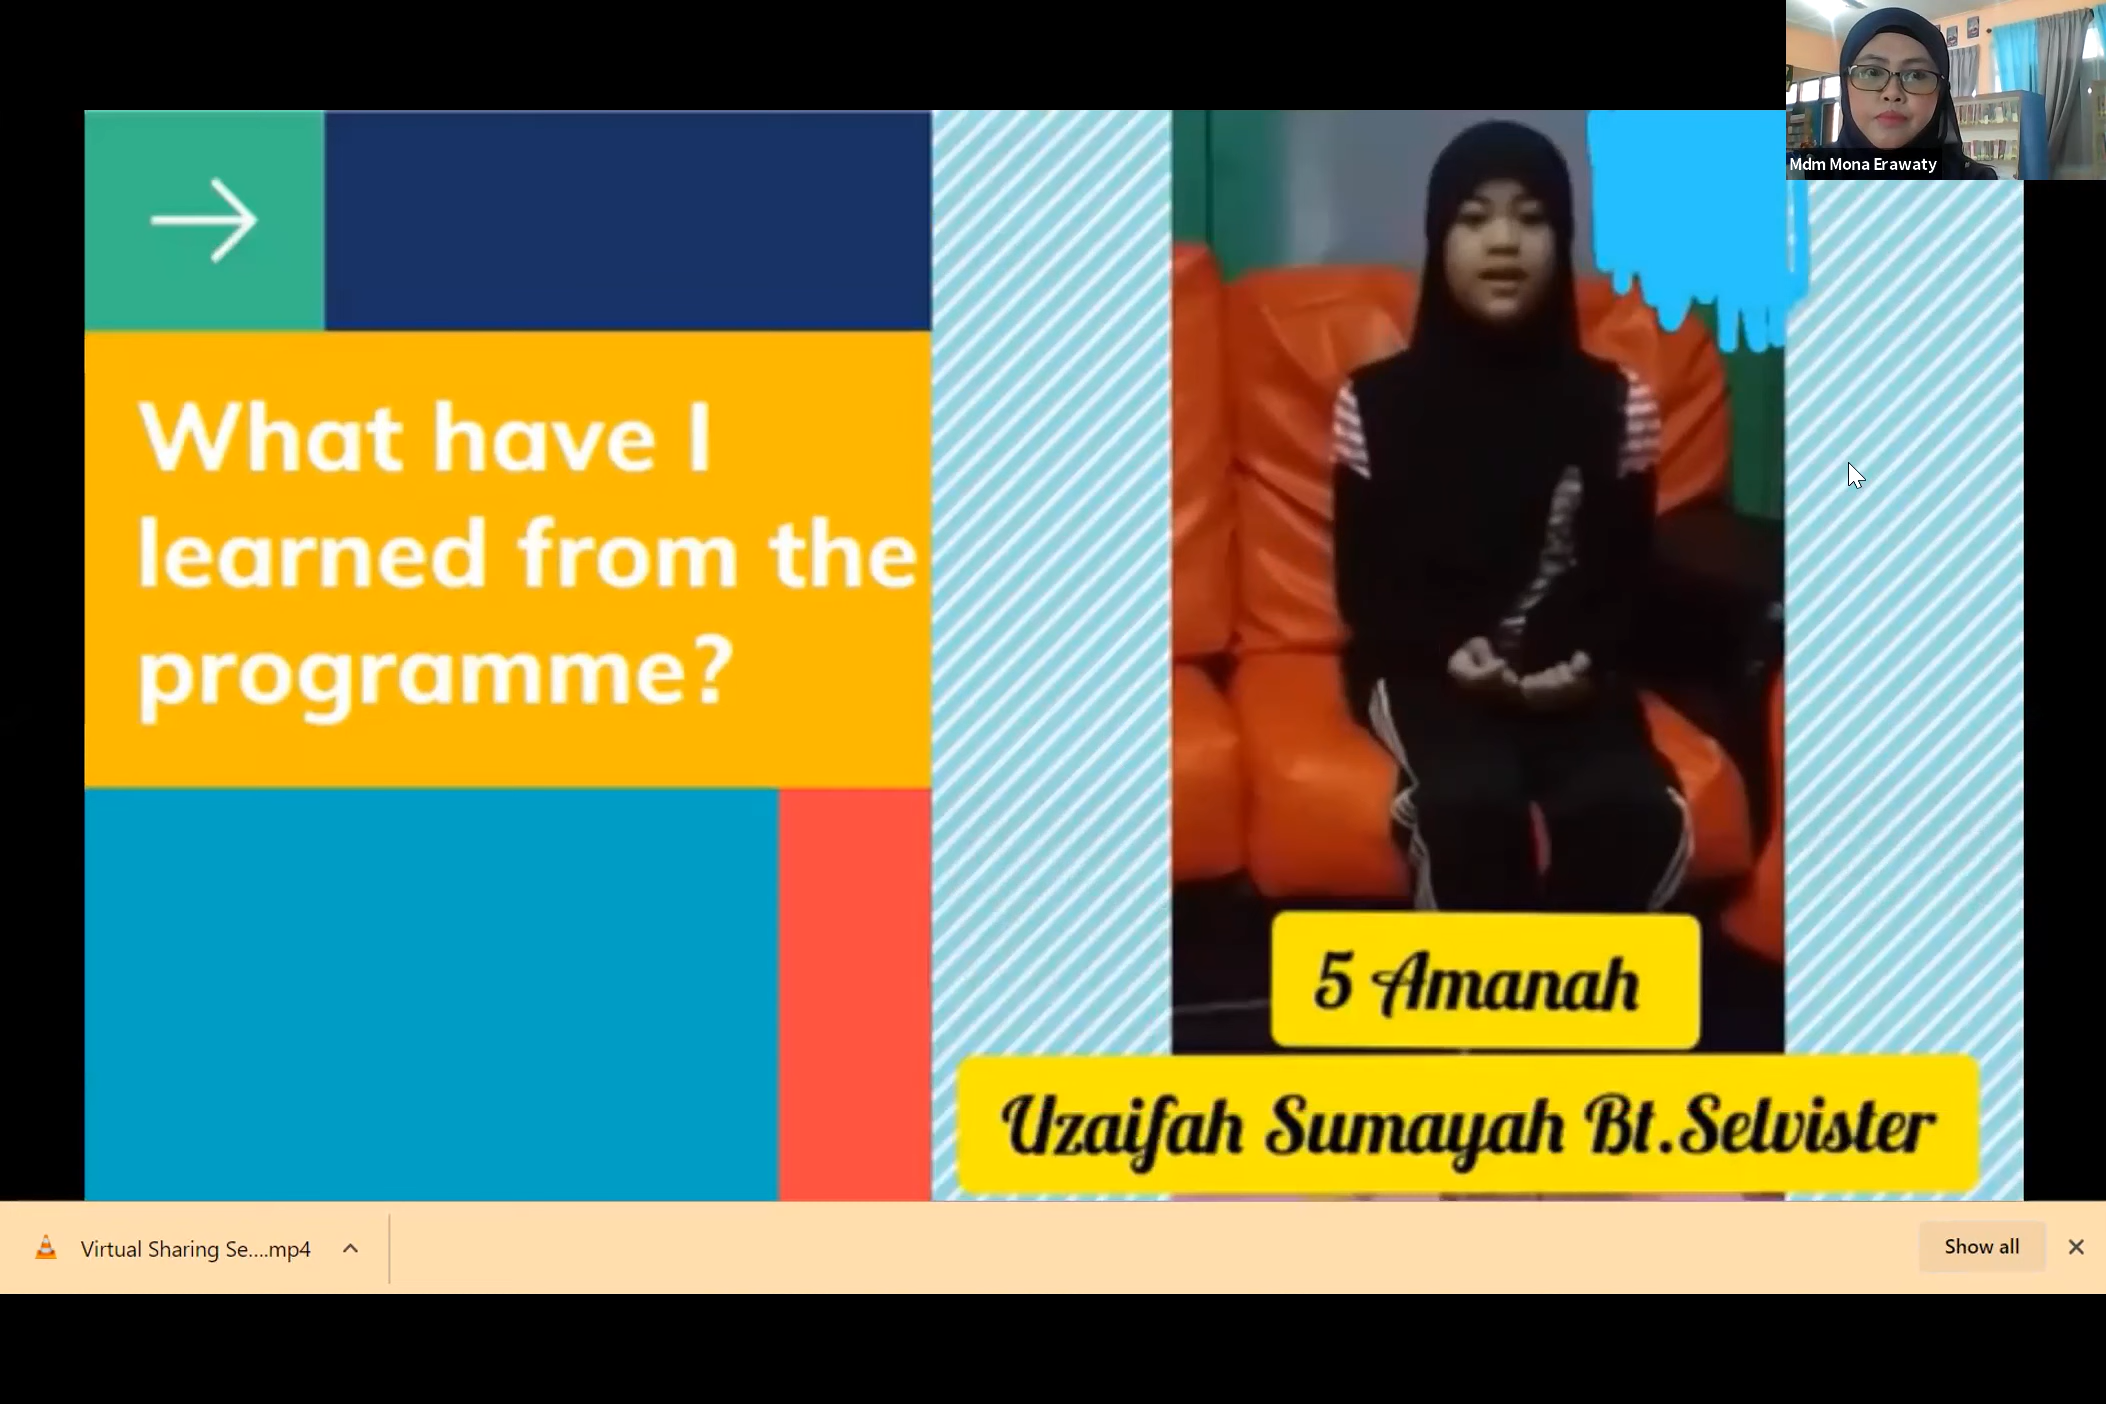 Mdm Mona Erawaty
What have I
learned from the
programme?
5 Amanah
Uzaifah Sumayah Bt.Selvister
Virtual Sharing Se....mp4
Show all